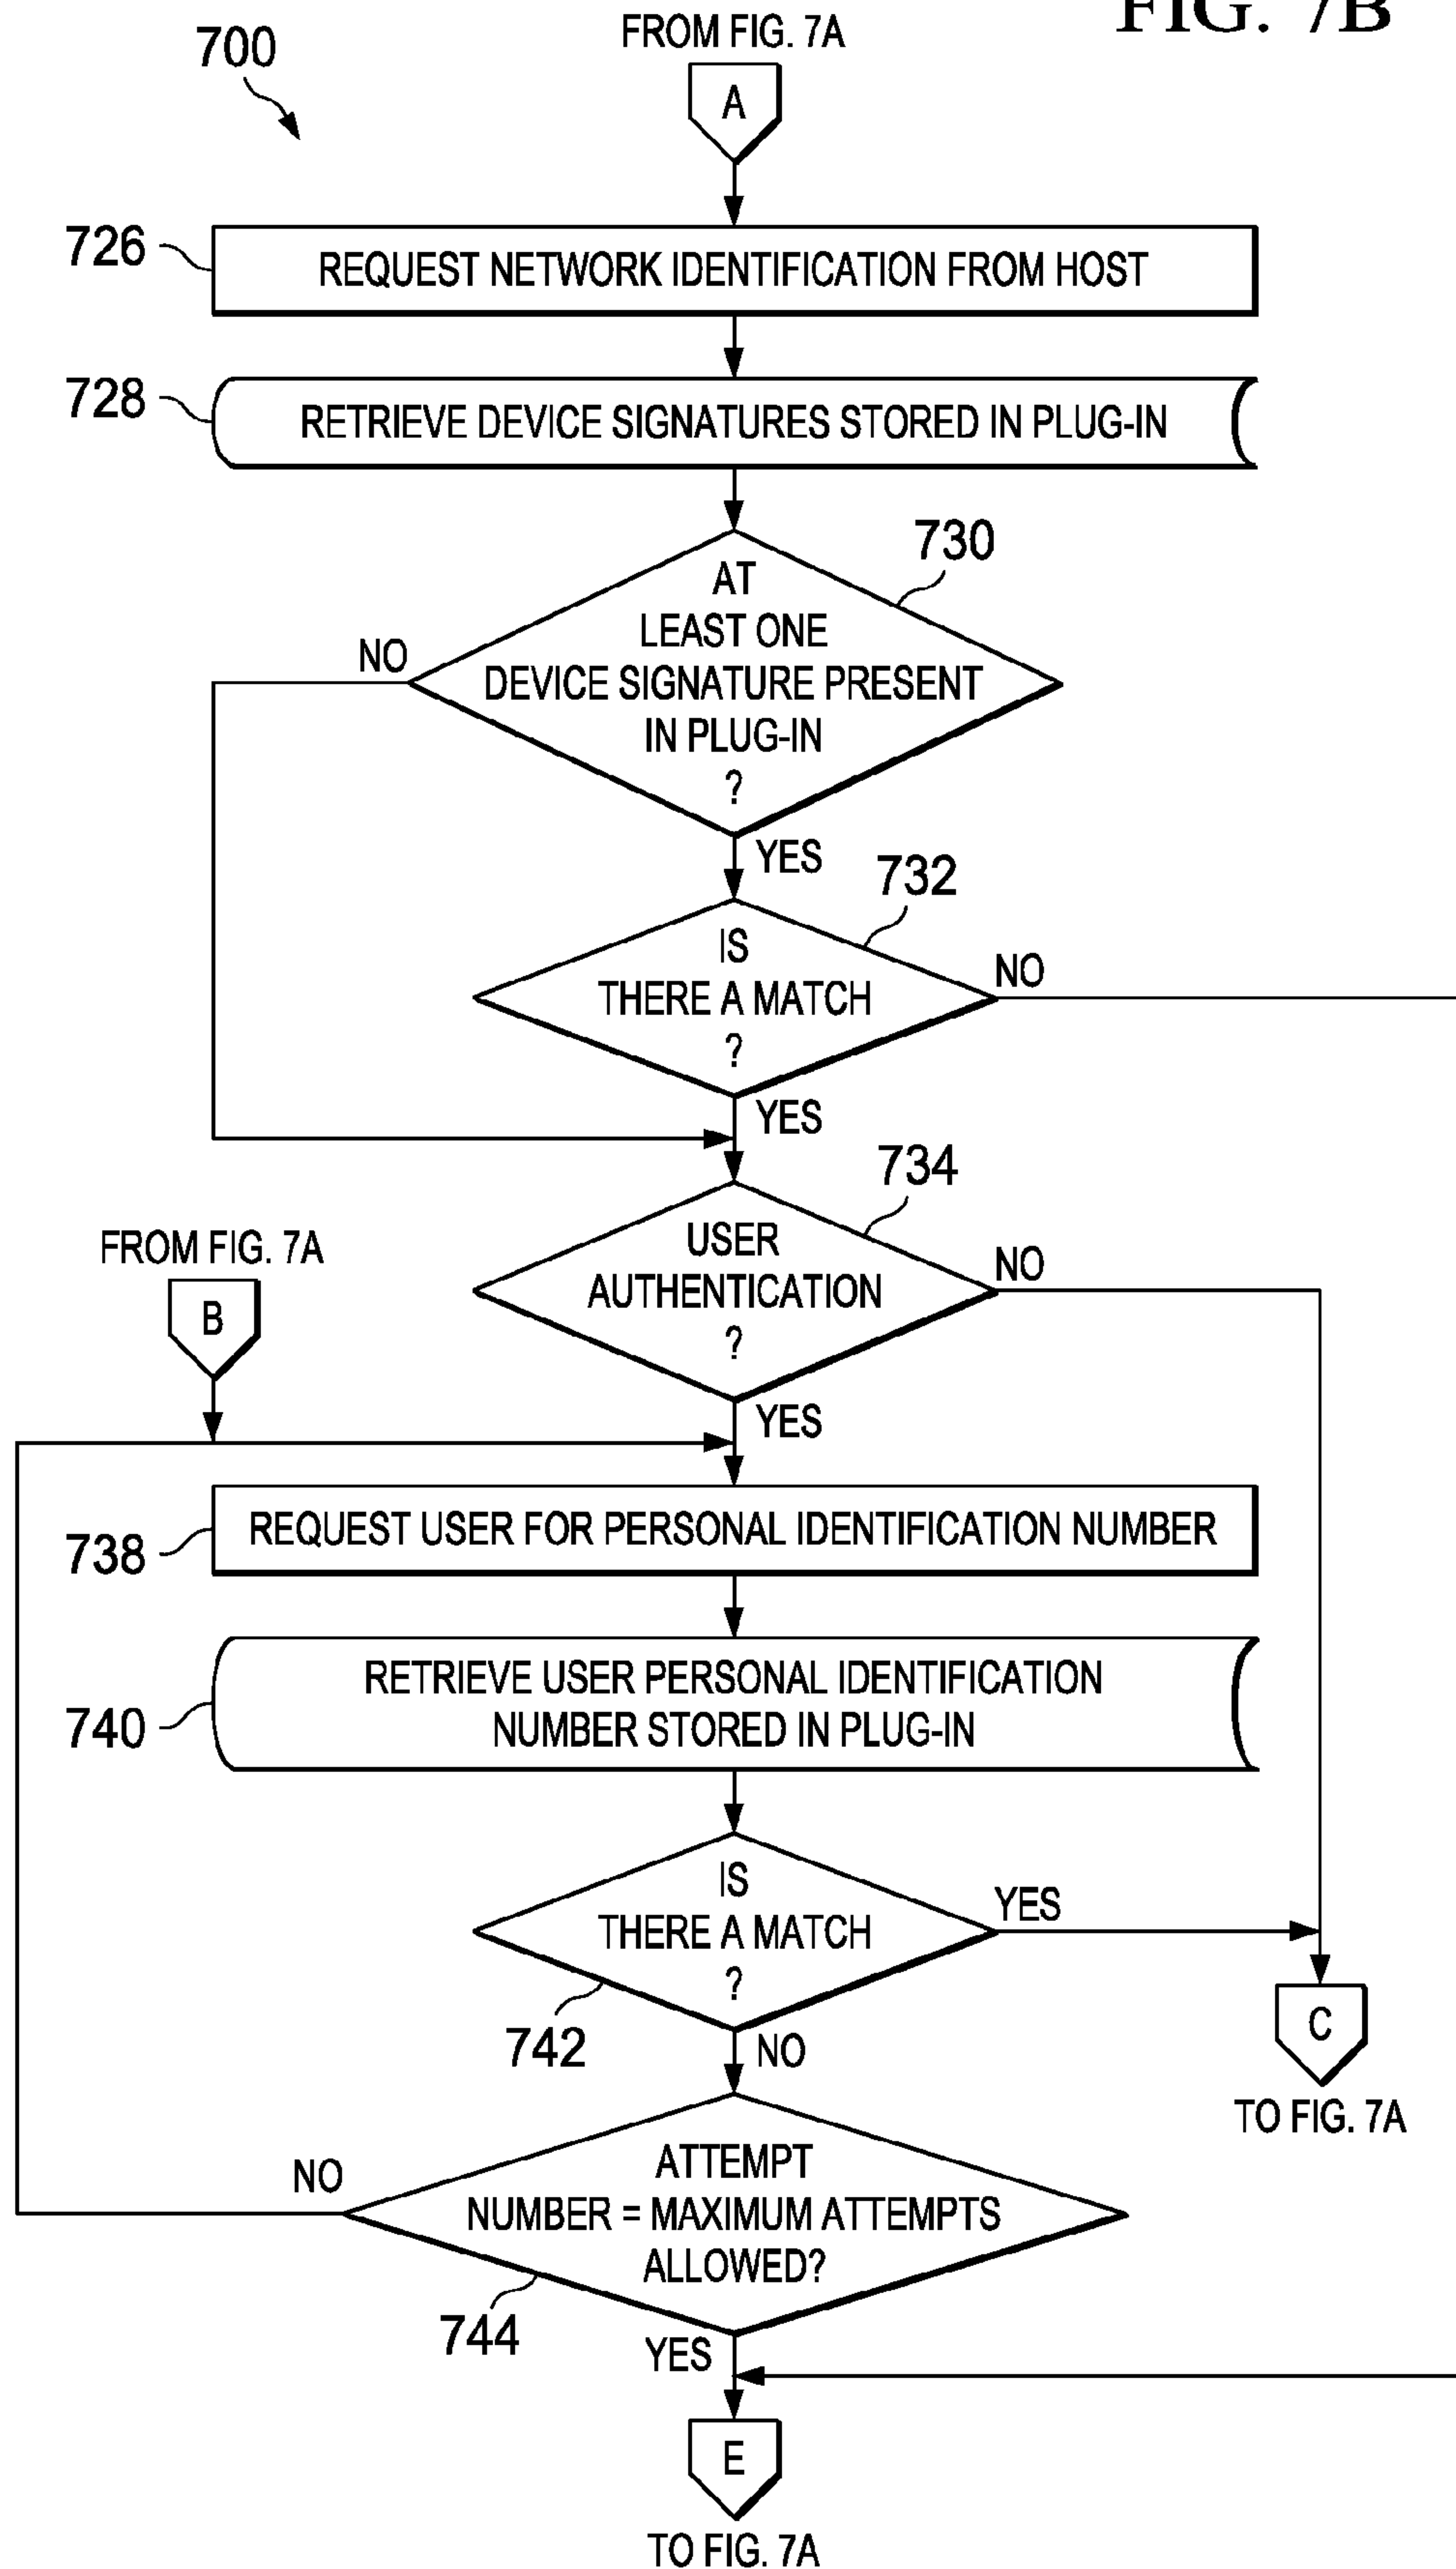 FIG. 7B
700
FROM FIG. 7A
A
726
REQUEST NETWORK IDENTIFICATION FROM HOST
728
RETRIEVE DEVICE SIGNATURES STORED IN PLUG-IN
730
AT
LEAST ONE
DEVICE SIGNATURE PRESENT
IN PLUG-IN
?
NO
YES
732
IS
THERE A MATCH
?
NO
YES
734
USER
AUTHENTICATION
?
NO
YES
FROM FIG. 7A
B
738
REQUEST USER FOR PERSONAL IDENTIFICATION NUMBER
740
RETRIEVE USER PERSONAL IDENTIFICATION
NUMBER STORED IN PLUG-IN
IS
THERE A MATCH
?
YES
742
NO
C
TO FIG. 7A
ATTEMPT
NUMBER = MAXIMUM ATTEMPTS
ALLOWED?
NO
744
YES
E
TO FIG. 7A